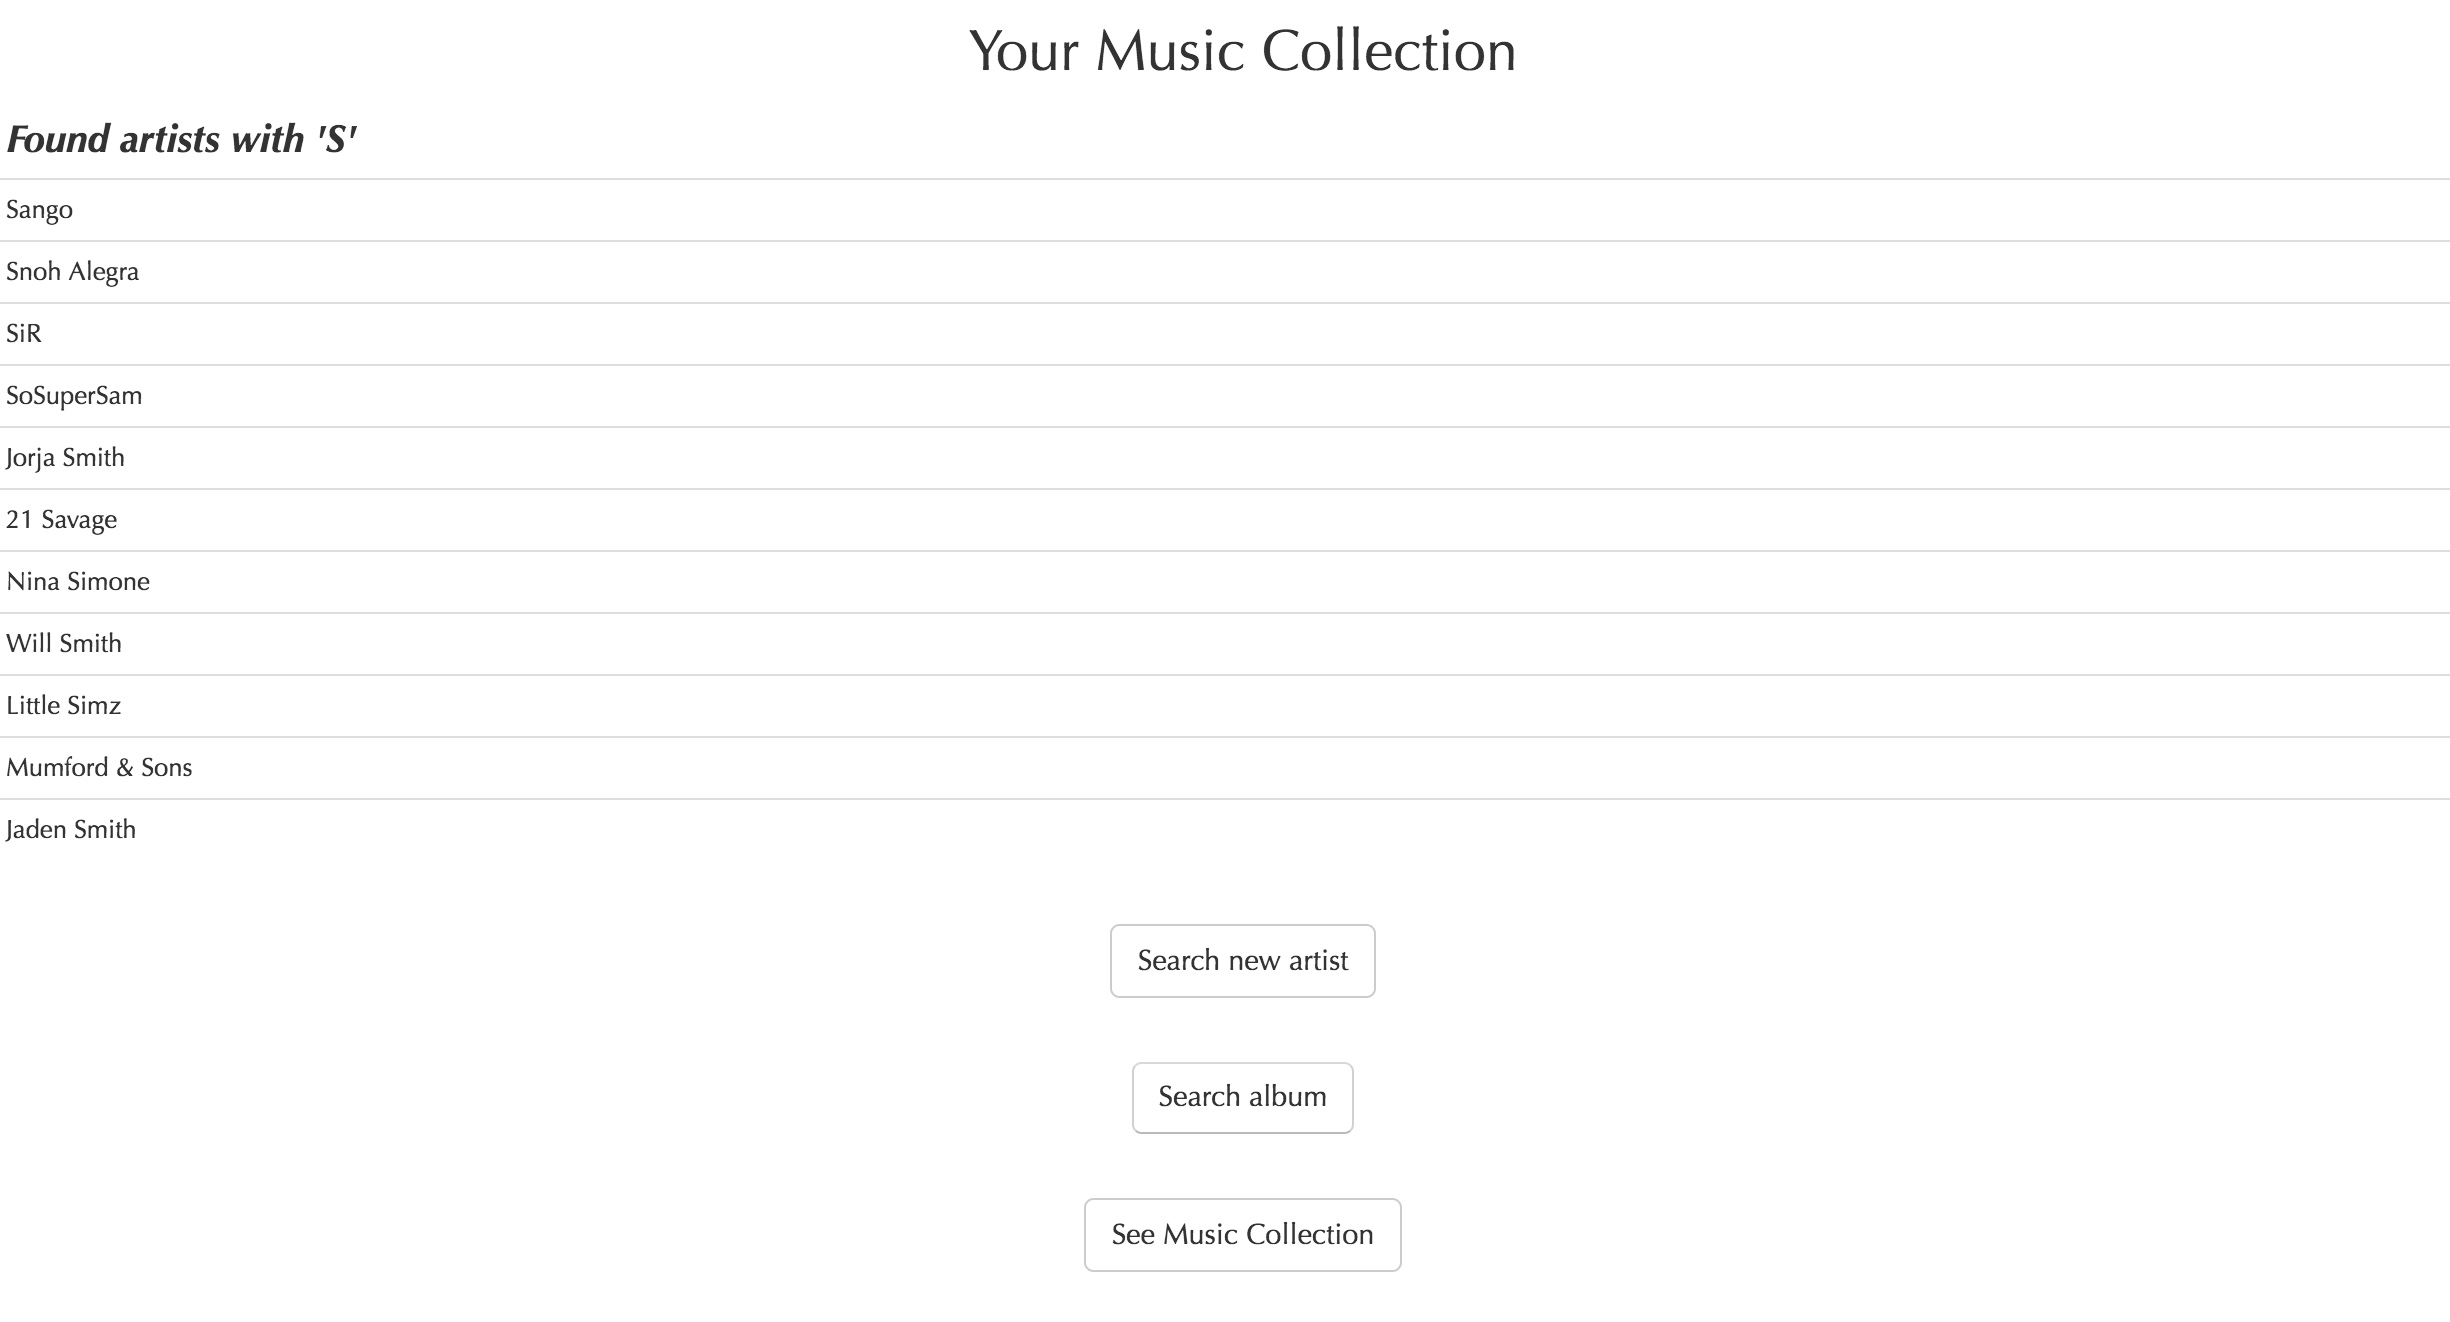 Your Music Collection
Found artists with 'S'
Sango
Snoh Alegra
SiR
SoSuperSam
Jorja Smith
21 Savage
Nina Simone
Will Smith
Little Simz
Mumford & Sons
Jaden Smith
Search new artist
Search album
See Music Collection